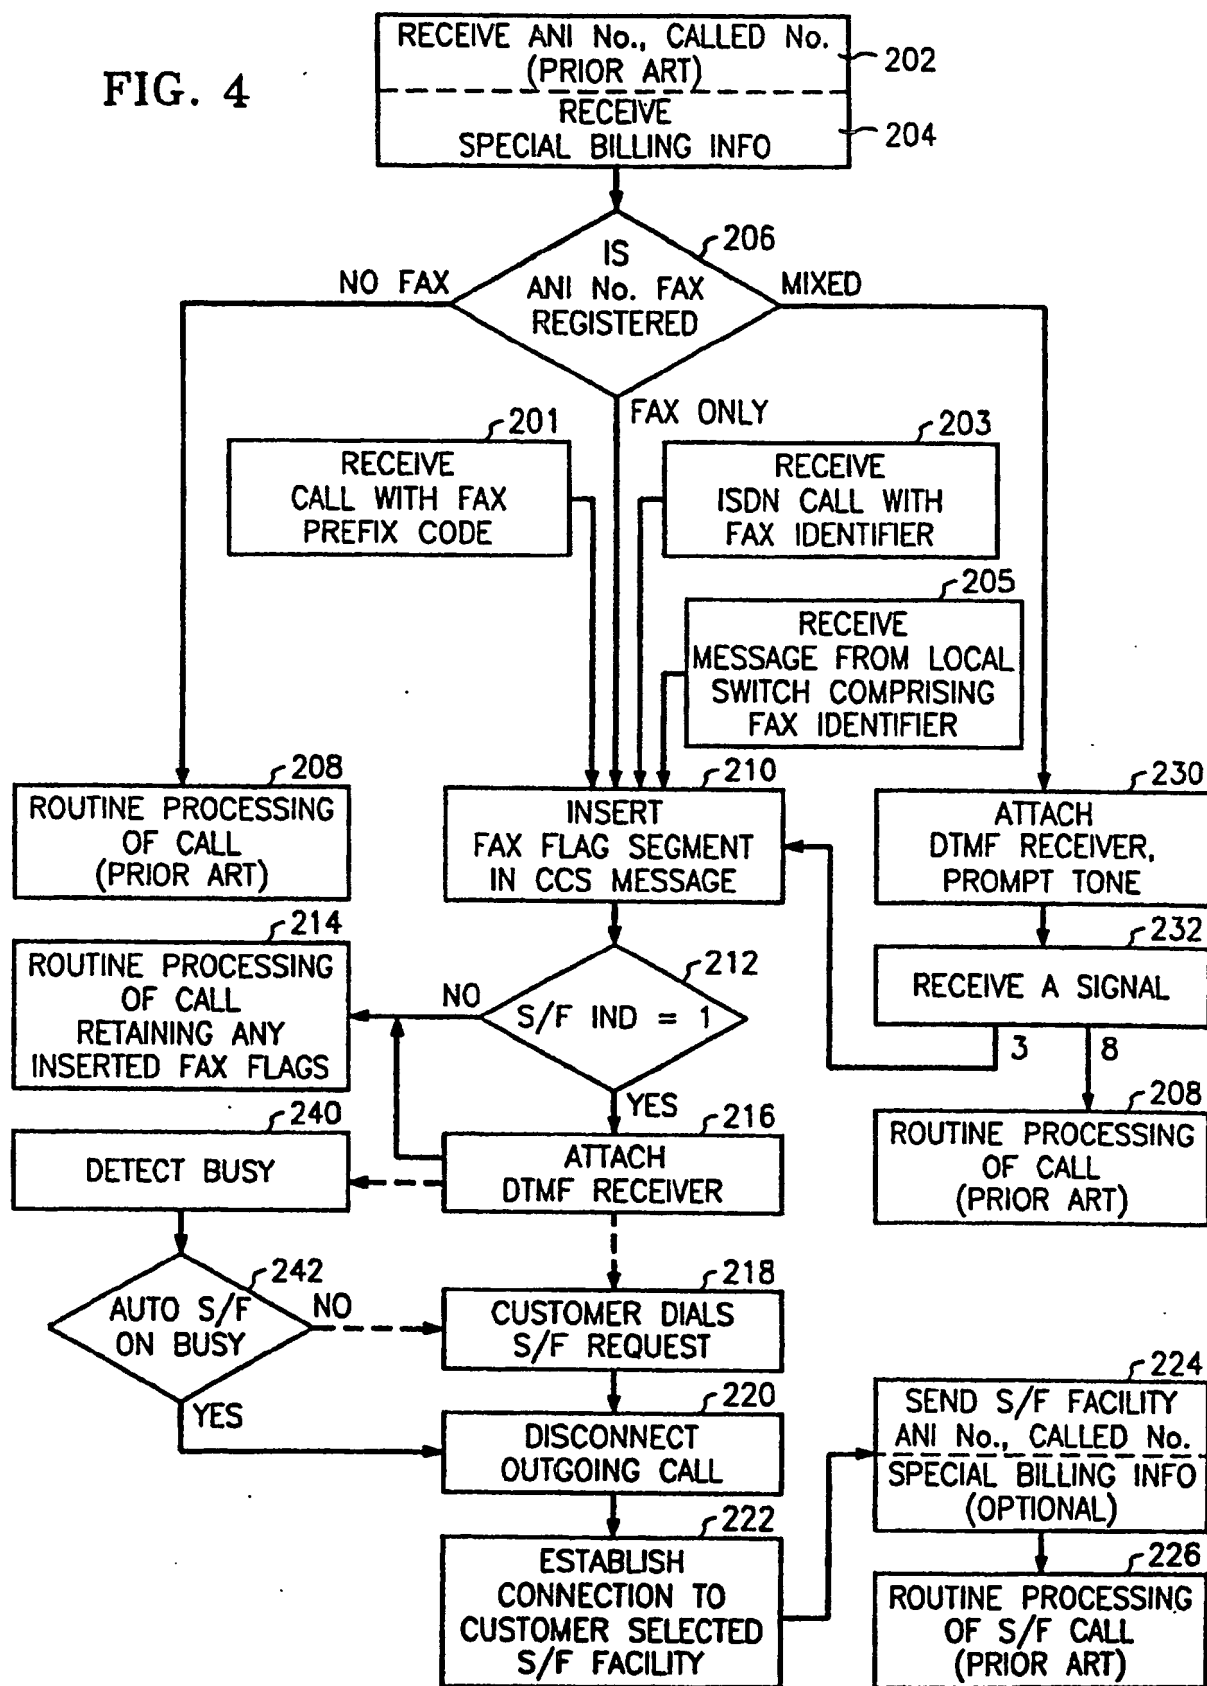 FIG. 4
RECEIVE ANI No., CALLED No.
(PRIOR ART)
202
RECEIVE
SPECIAL BILLING INFO
204
IS
ANI No. FAX
REGISTERED
206
NO FAX
MIXED
FAX ONLY
201
RECEIVE
CALL WITH FAX
PREFIX CODE
203
RECEIVE
ISDN CALL WITH
FAX IDENTIFIER
205
RECEIVE
MESSAGE FROM LOCAL
SWITCH COMPRISING
FAX IDENTIFIER
208
ROUTINE PROCESSING
OF CALL
(PRIOR ART)
210
INSERT
FAX FLAG SEGMENT
IN CCS MESSAGE
230
ATTACH
DTMF RECEIVER,
PROMPT TONE
214
ROUTINE PROCESSING
OF CALL
RETAINING ANY
INSERTED FAX FLAGS
NO
212
S/F IND = 1
YES
232
RECEIVE A SIGNAL
3
8
208
ROUTINE PROCESSING
OF CALL
(PRIOR ART)
240
DETECT BUSY
216
ATTACH
DTMF RECEIVER
242
AUTO S/F
ON BUSY
NO
YES
218
CUSTOMER DIALS
S/F REQUEST
220
DISCONNECT
OUTGOING CALL
222
ESTABLISH
CONNECTION TO
CUSTOMER SELECTED
S/F FACILITY
224
SEND S/F FACILITY
ANI No., CALLED No.
SPECIAL BILLING INFO
(OPTIONAL)
226
ROUTINE PROCESSING
OF S/F CALL
(PRIOR ART)